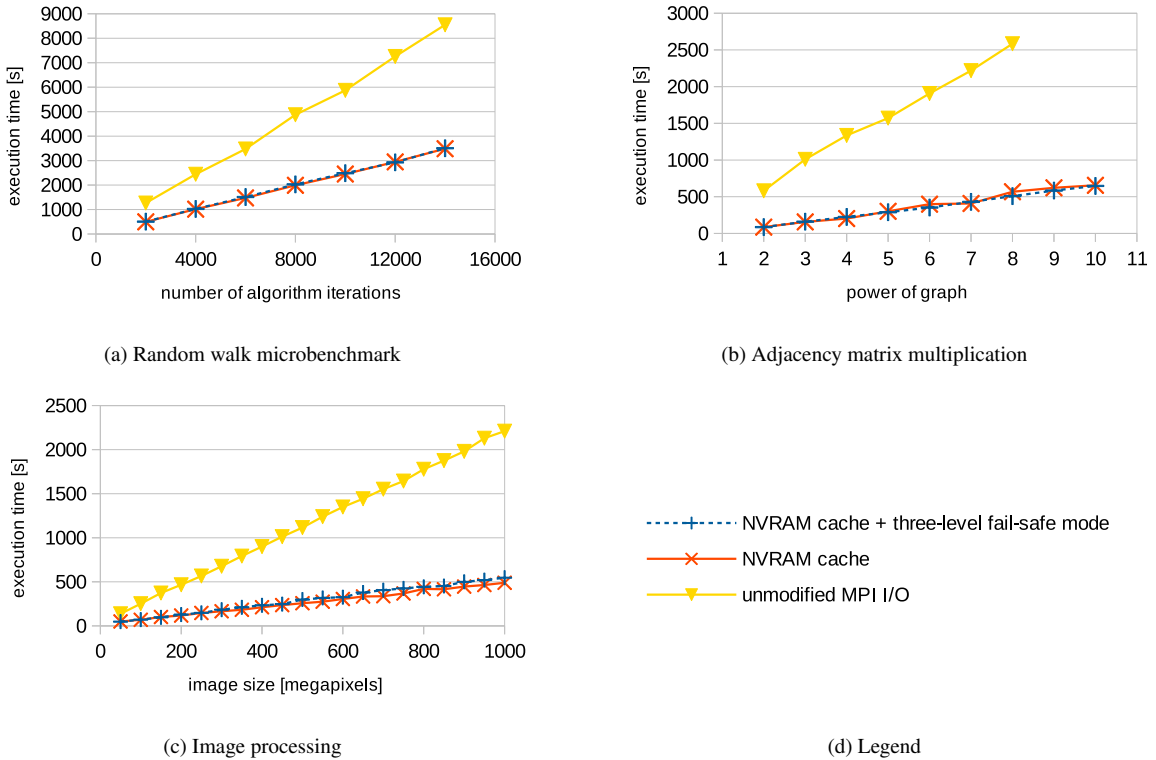 9000
8000
7000
6000
5000
4000
3000
2000
1000
0
execution time [s]
0 4000 8000 12000 16000
number of algorithm iterations
(a) Random walk microbenchmark
3000
2500
2000
1500
1000
500
0
execution time [s]
1 2 3 4 5 6 7 8 9 10 11
power of graph
(b) Adjacency matrix multiplication
2500
2000
1500
1000
500
0
execution time [s]
0 200 400 600 800 1000
image size [megapixels]
(c) Image processing
NVRAM cache + three-level fail-safe mode
NVRAM cache
unmodified MPI I/O
(d) Legend